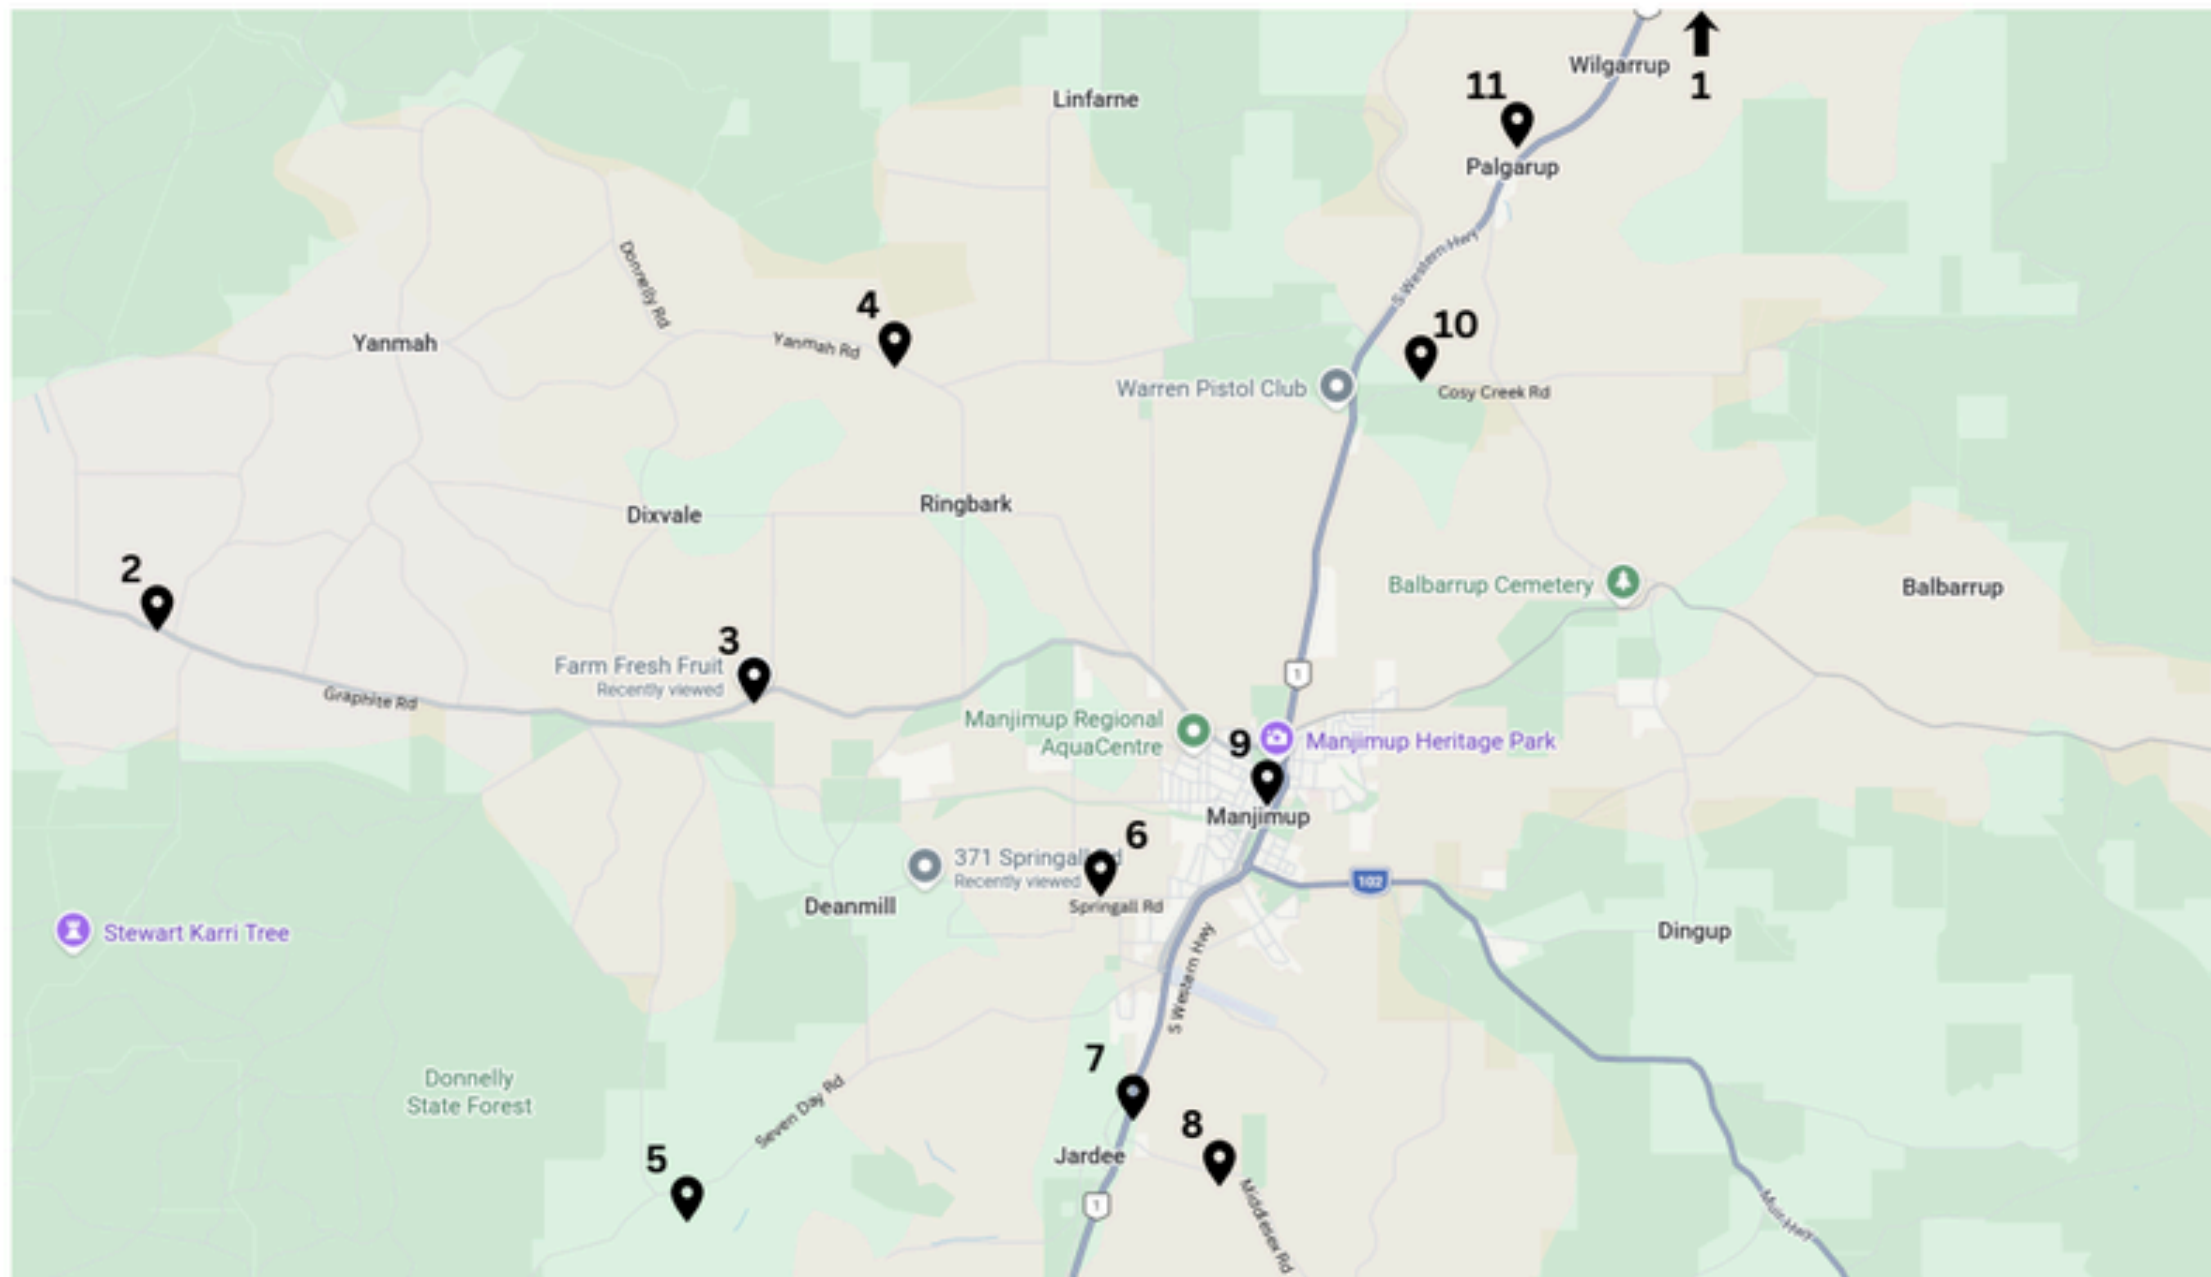 Wilgarrup
1
11
Linfarne
Palgarup
S Western Hwy
Donnelly Rd
4
10
Yanmah
Yanmah Rd
Warren Pistol Club
Cosy Creek Rd
Ringbark
Dixvale
2
Balbarrup Cemetery
Balbarrup
3
Farm Fresh Fruit
Recently viewed
1
Graphite Rd
Manjimup Regional
AquaCentre
9
Manjimup Heritage Park
Manjimup
6
371 Springall
Recently viewed
102
Springall Rd
Deanmill
Stewart Karri Tree
Dingup
S Western Hwy
7
Donnelly
State Forest
Seven Day Rd
8
5
Jardee
1
Middlesex Rd
Muir Hwy